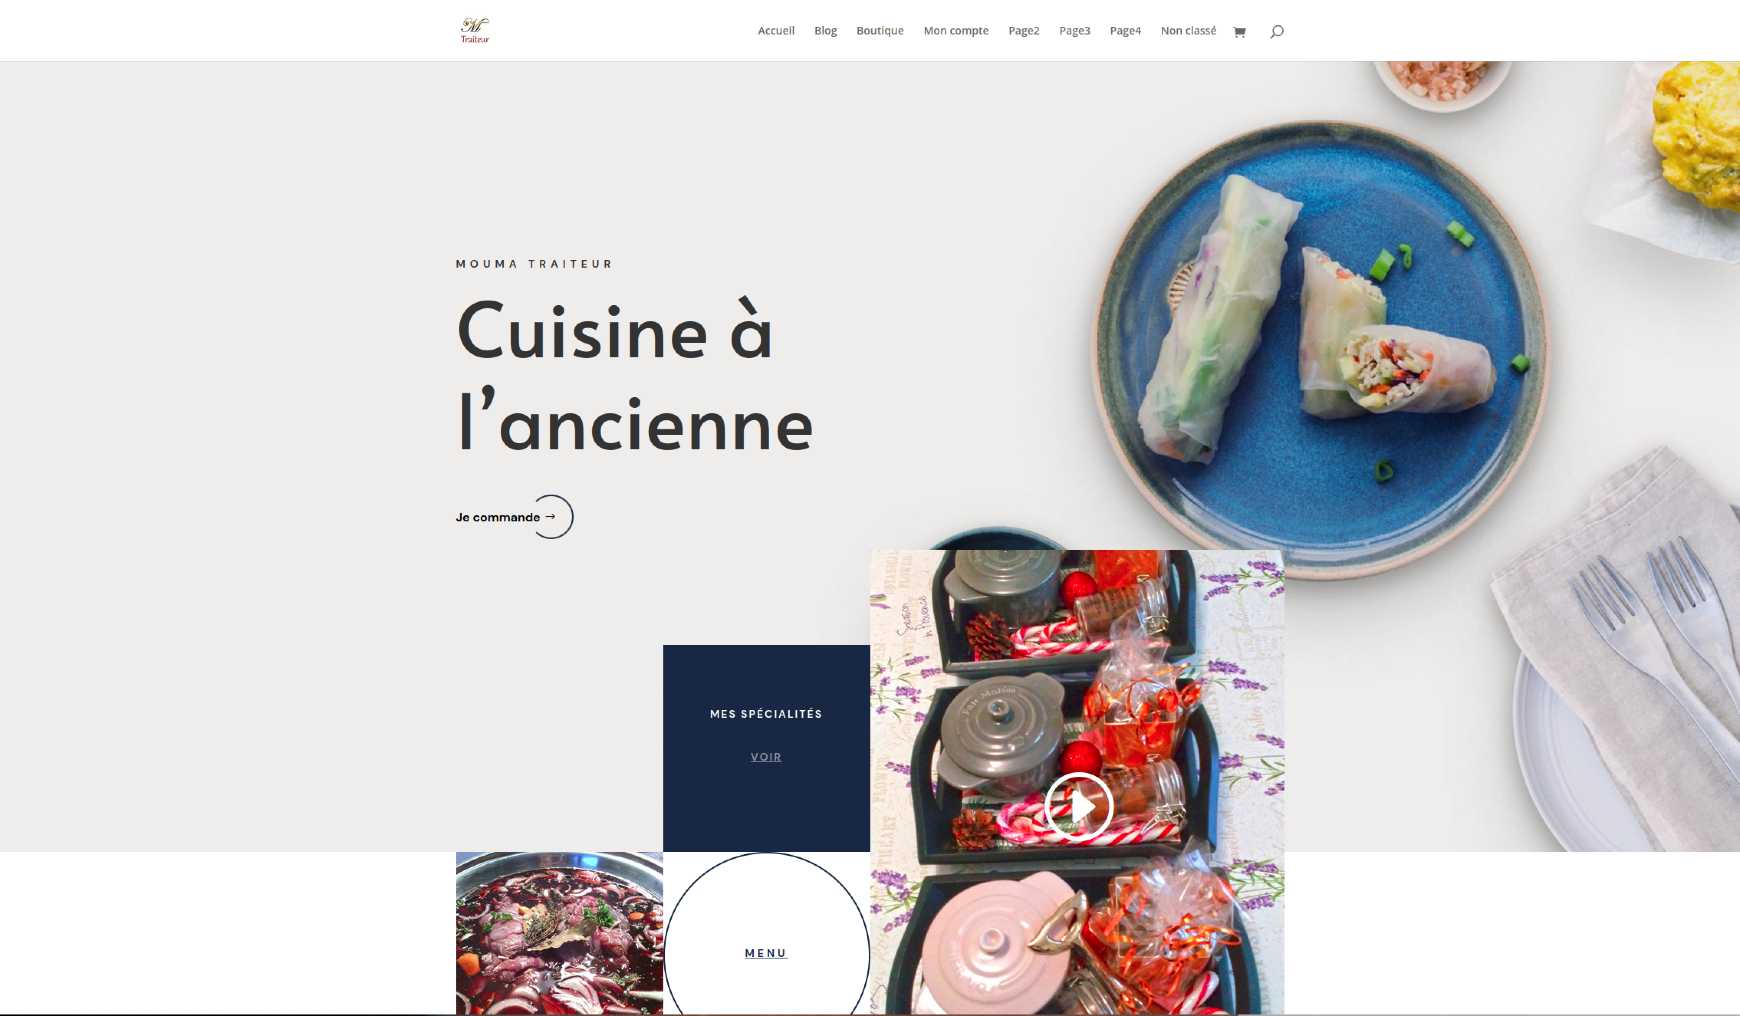 M
Traiteur
Accueil Blog Boutique Mon compte Page2 Page3 Page4 Non classé
MOUMA TRAITEUR
Cuisine à
l’ancienne
Je commande →
MES SPÉCIALITÉS
VOIR
MENU